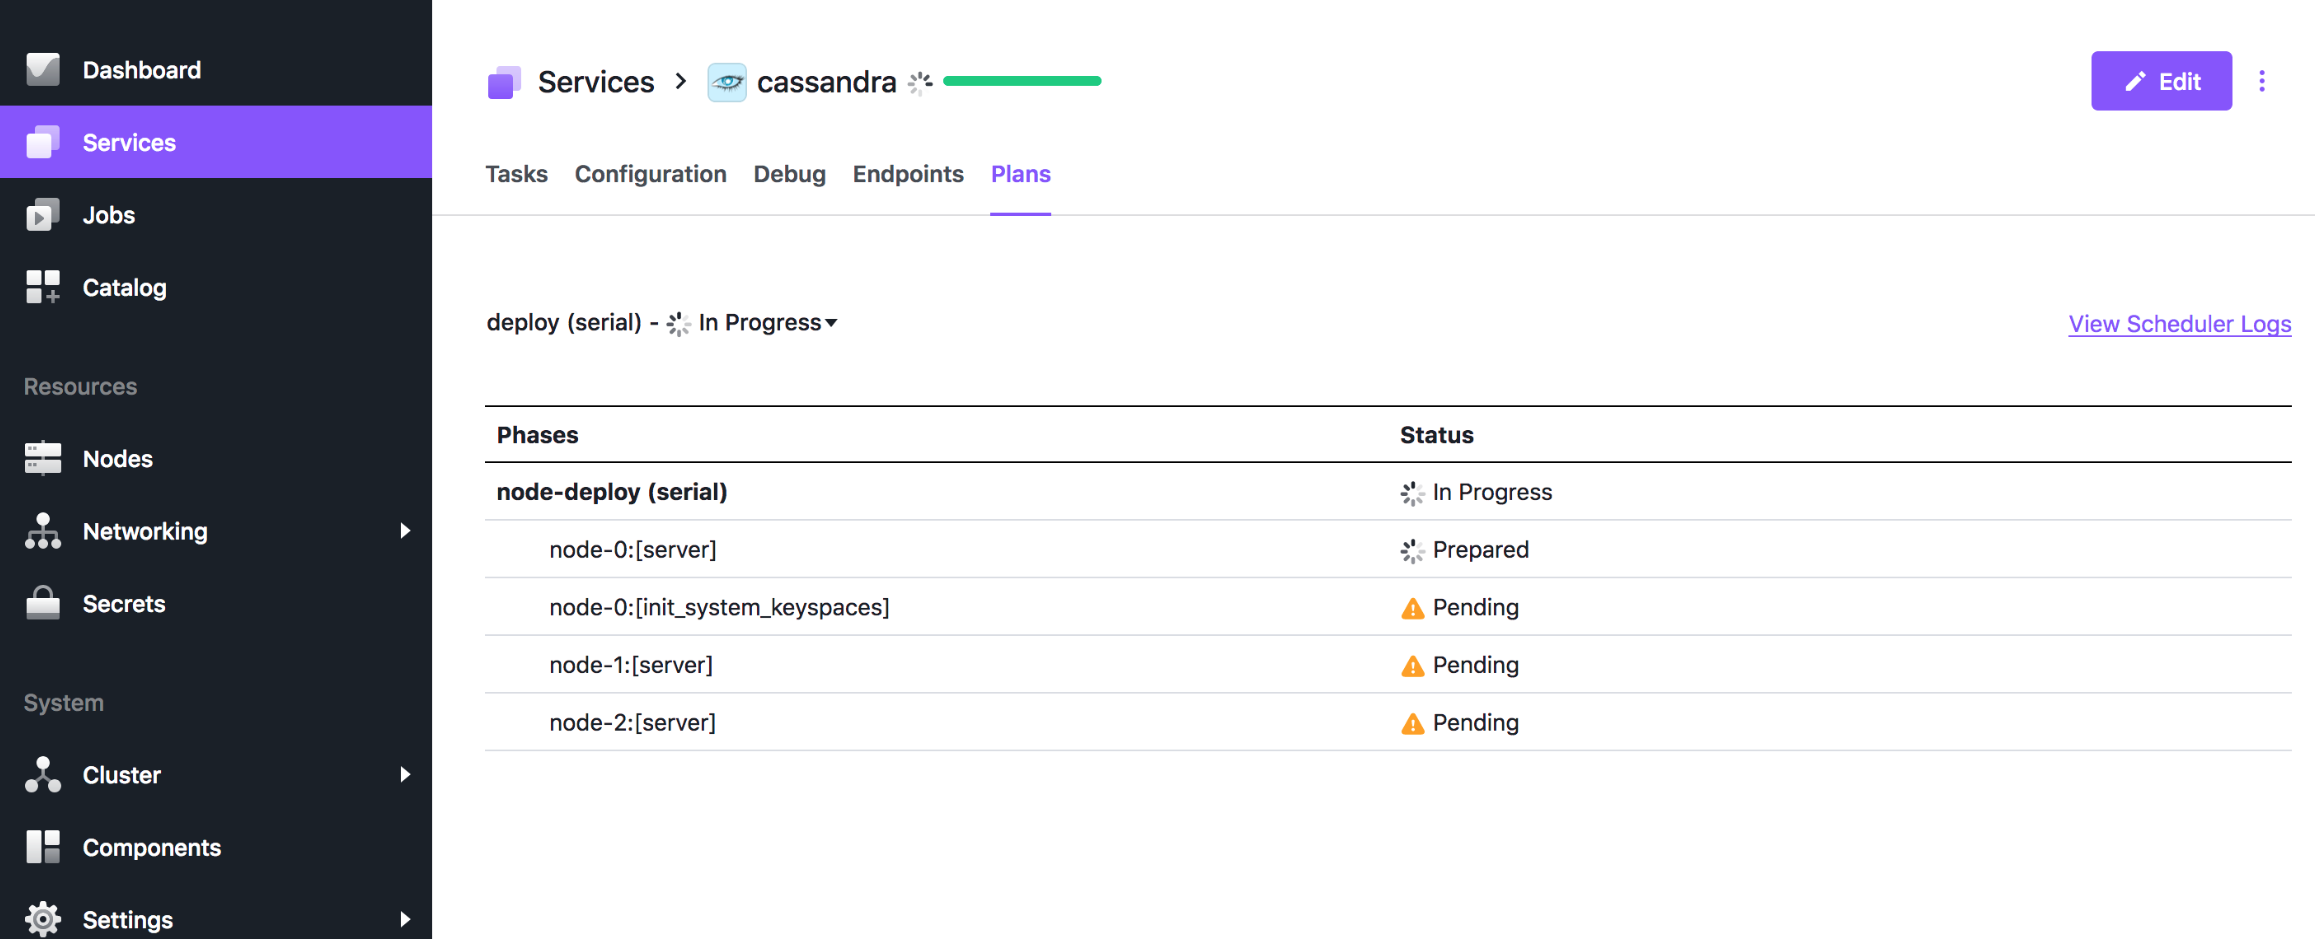 Dashboard
Services
Jobs
Catalog
Resources
Nodes
Networking
Secrets
System
Cluster
Components
Settings
Services > cassandra
Edit
Tasks Configuration Debug Endpoints Plans
deploy (serial) - In Progress
View Scheduler Logs
Phases Status
node-deploy (serial) In Progress
node-0:[server] Prepared
node-0:[init_system_keyspaces] Pending
node-1:[server] Pending
node-2:[server] Pending